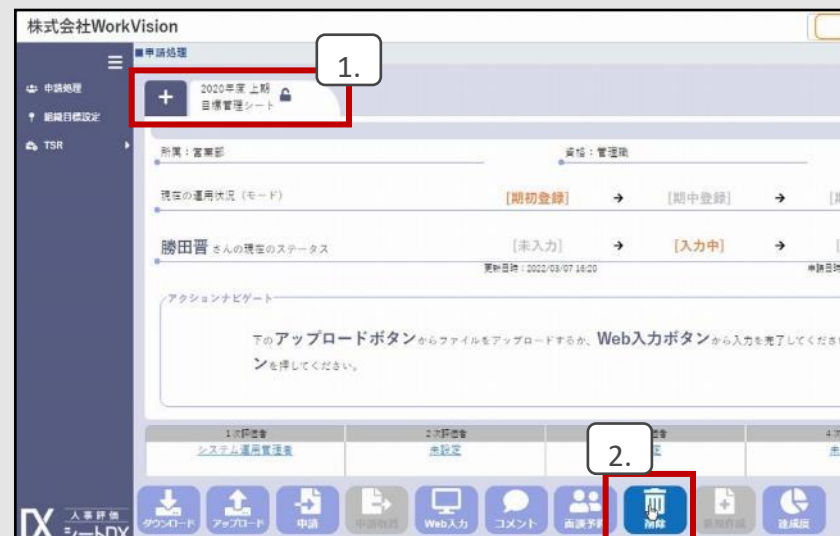 株式会社WorkVision
■申請処理
1.
申請処理
組織目標設定
TSR
+
2020年度 上期
目標管理シート
所属：営業部
資格：管理職
現在の運用状況（モード）
[期初登録] → [期中登録] →
勝田晋 さんの現在のステータス
[未入力] → [入力中] →
更新日時：2022/03/07 16:20
申請日時
アクションナビゲート
下のアップロードボタンからファイルをアップロードするか、Web入力ボタンから入力を完了してくださ
ンを押してください。
1次評価者
2次評価者
システム運用管理者
未設定
2.
ダウンロード
アップロード
申請
申請取消
Web入力
コメント
面談予約
削除
新規作成
達成度
人事評価
シートDX